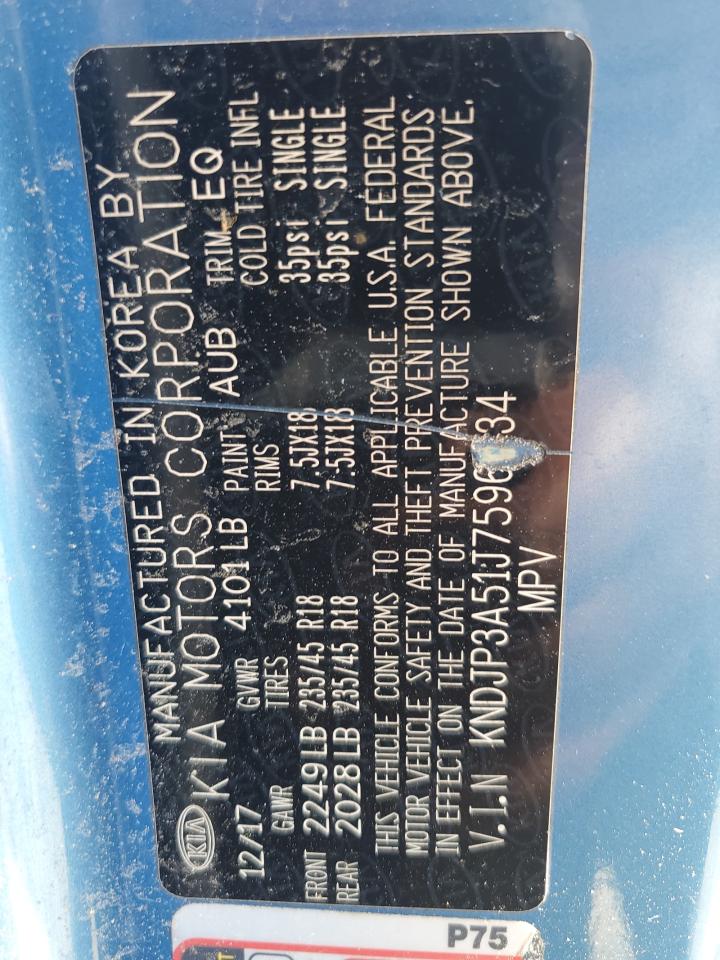 MANUFACTURED IN KOREA BY
KIA KIA MOTORS CORPORATION
12/17 GVWR 4101LB PAINT AUB TRIM EQ
GAWR TIRES RIMS COLD TIRE INFL
FRONT 2249LB 235/45 R18 7.5JX18 35psi SINGLE
REAR 2028LB 235/45 R18 7.5JX18 35psi SINGLE
THIS VEHICLE CONFORMS TO ALL APPLICABLE U.S.A. FEDERAL
MOTOR VEHICLE SAFETY AND THEFT PREVENTION STANDARDS
IN EFFECT ON THE DATE OF MANUFACTURE SHOWN ABOVE.
V.I.N
MPV
P75